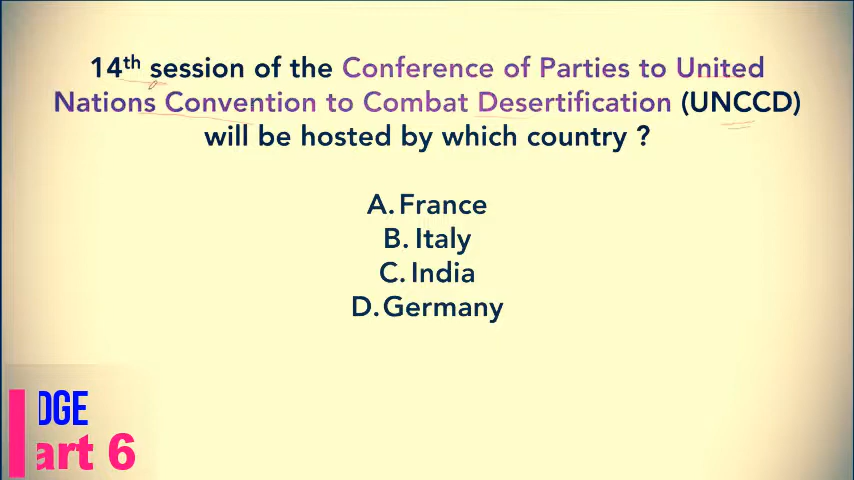 14th session of the Conference of Parties to United
Nations Convention to Combat Desertification (UNCCD)
will be hosted by which country ?
A. France
B. Italy
C. India
D. Germany
DGE
art 6